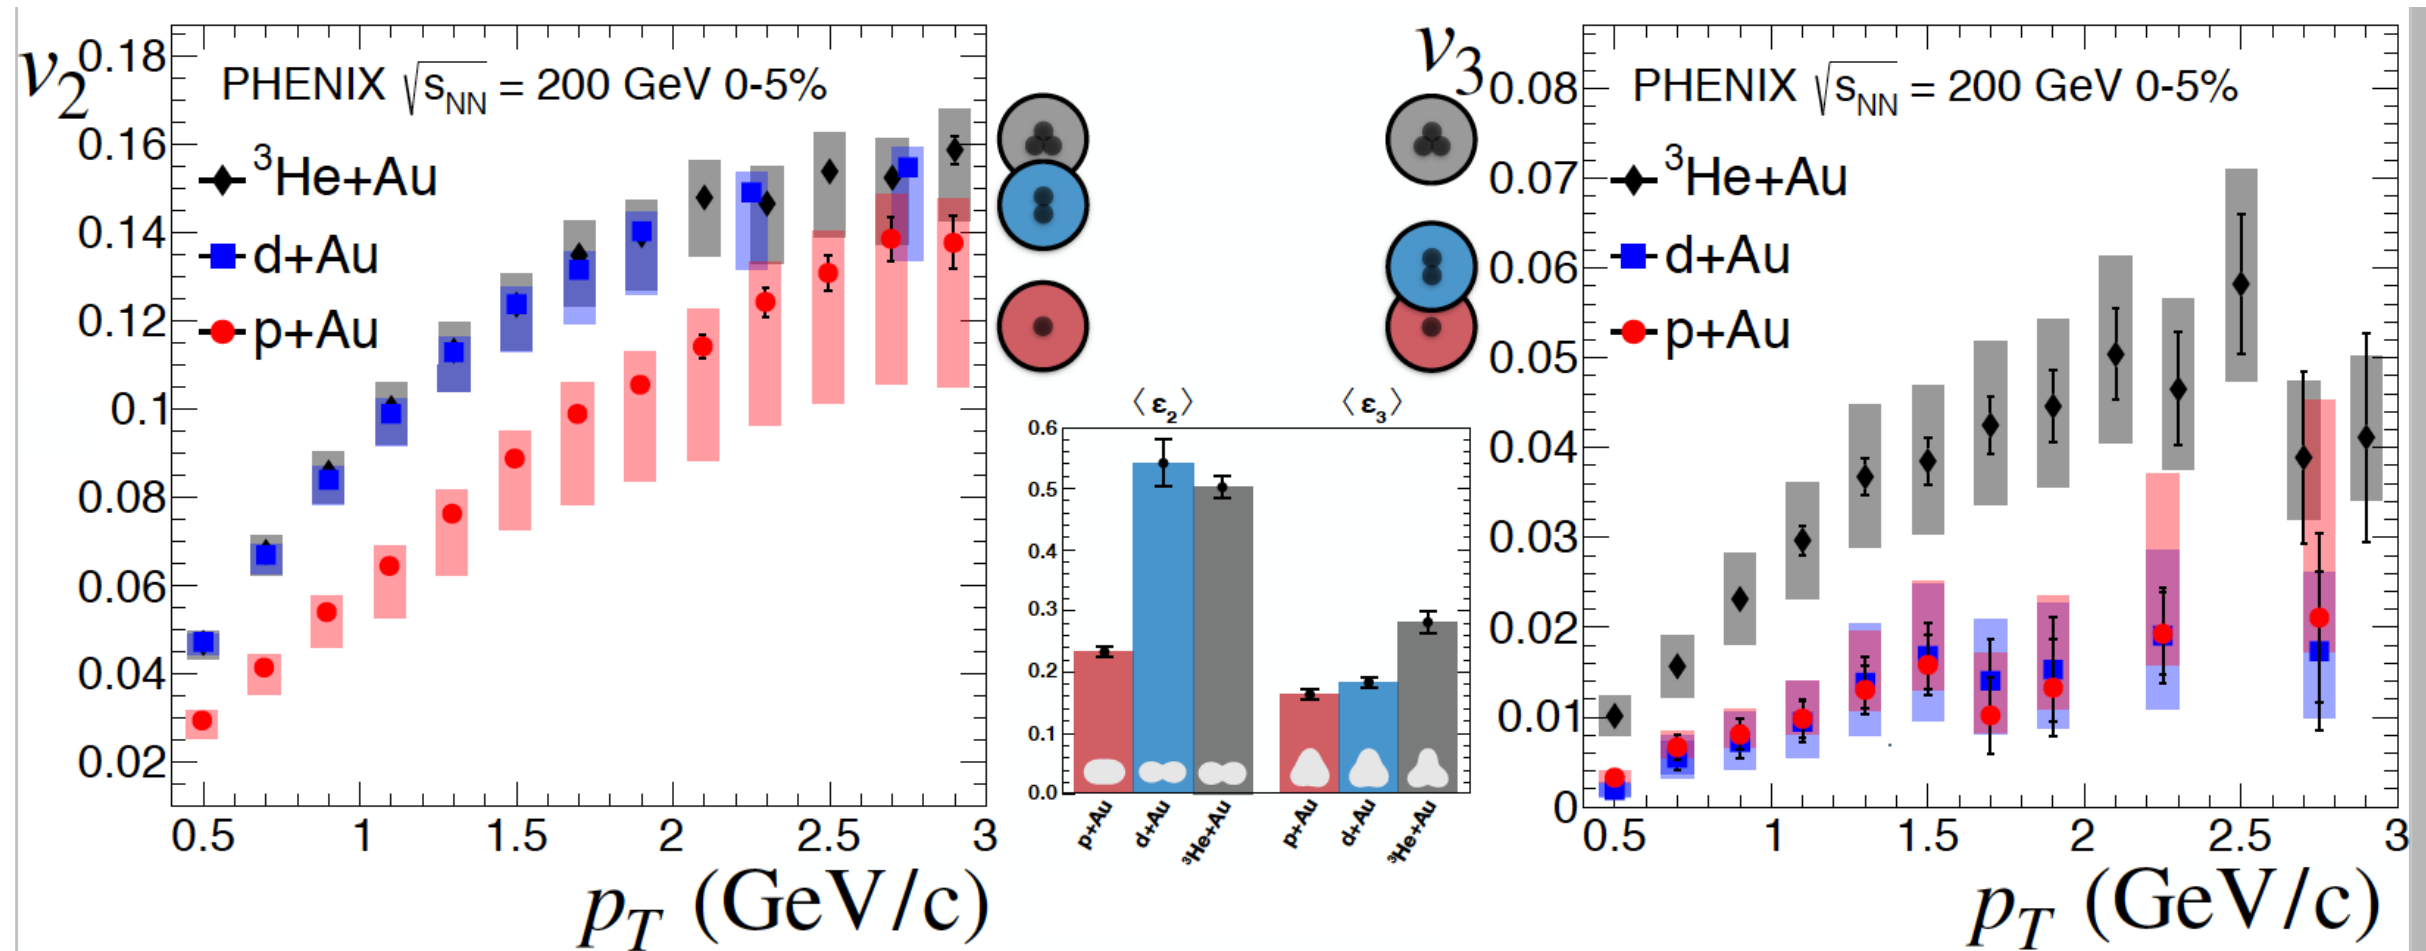 v2
0.18
0.16
0.14
0.12
0.1
0.08
0.06
0.04
0.02
PHENIX √sNN = 200 GeV 0-5%
³He+Au
d+Au
p+Au
0.5 1 1.5 2 2.5 3
pT (GeV/c)
⟨ε2⟩ ⟨ε3⟩
0.6
0.5
0.4
0.3
0.2
0.1
0.0
p+Au d+Au ³He+Au p+Au d+Au ³He+Au
v3
0.08
0.07
0.06
0.05
0.04
0.03
0.02
0.01
0
PHENIX √sNN = 200 GeV 0-5%
³He+Au
d+Au
p+Au
0.5 1 1.5 2 2.5 3
pT (GeV/c)